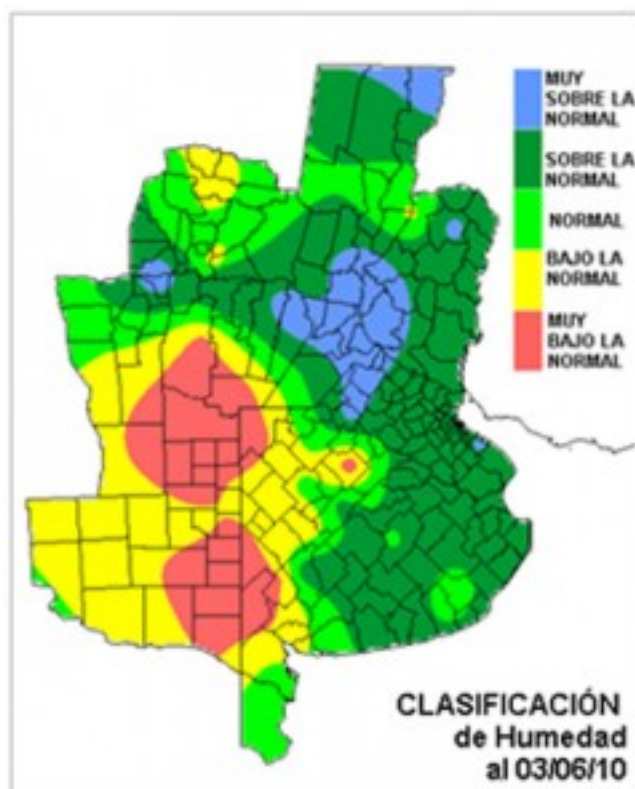 MUY
SOBRE LA
NORMAL
SOBRE LA
NORMAL
NORMAL
BAJO LA
NORMAL
MUY
BAJO LA
NORMAL
CLASIFICACIÓN
de Humedad
al 03/06/10